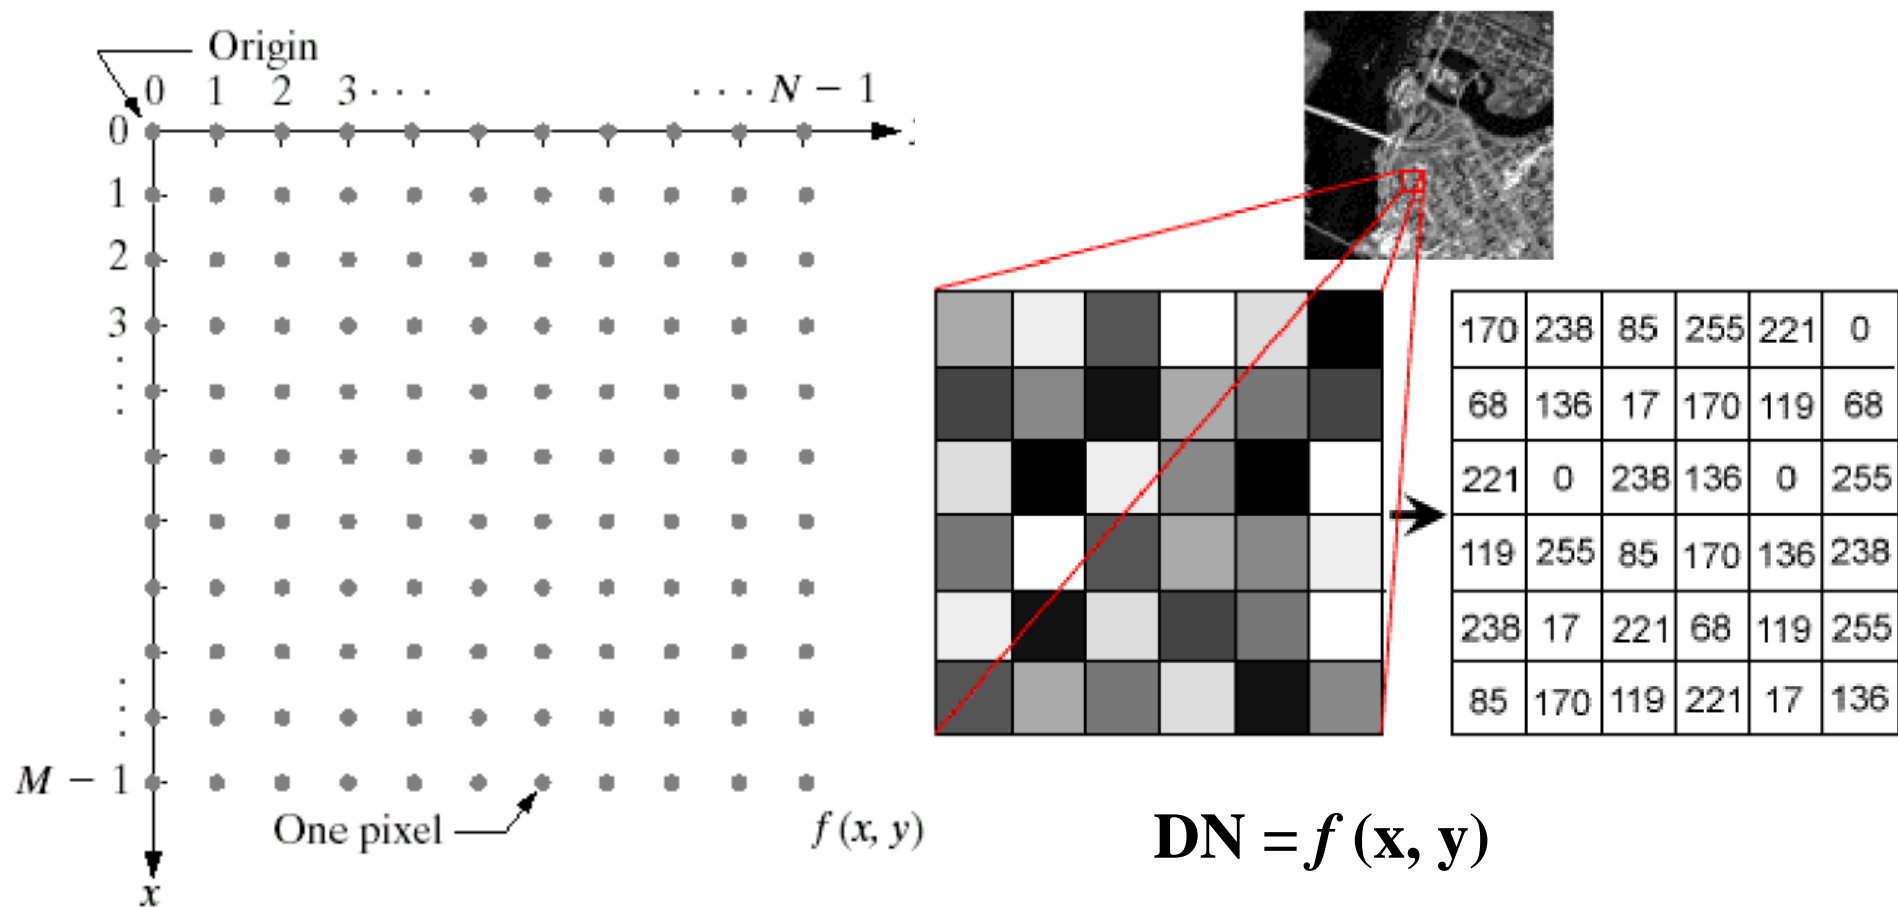 Origin
0 1 2 3 · · · · · · N − 1
0
1
2
3
M − 1
One pixel
f (x, y)
x
170 238 85 255 221 0
68 136 17 170 119 68
221 0 238 136 0 255
119 255 85 170 136 238
238 17 221 68 119 255
85 170 119 221 17 136
DN = f (x, y)